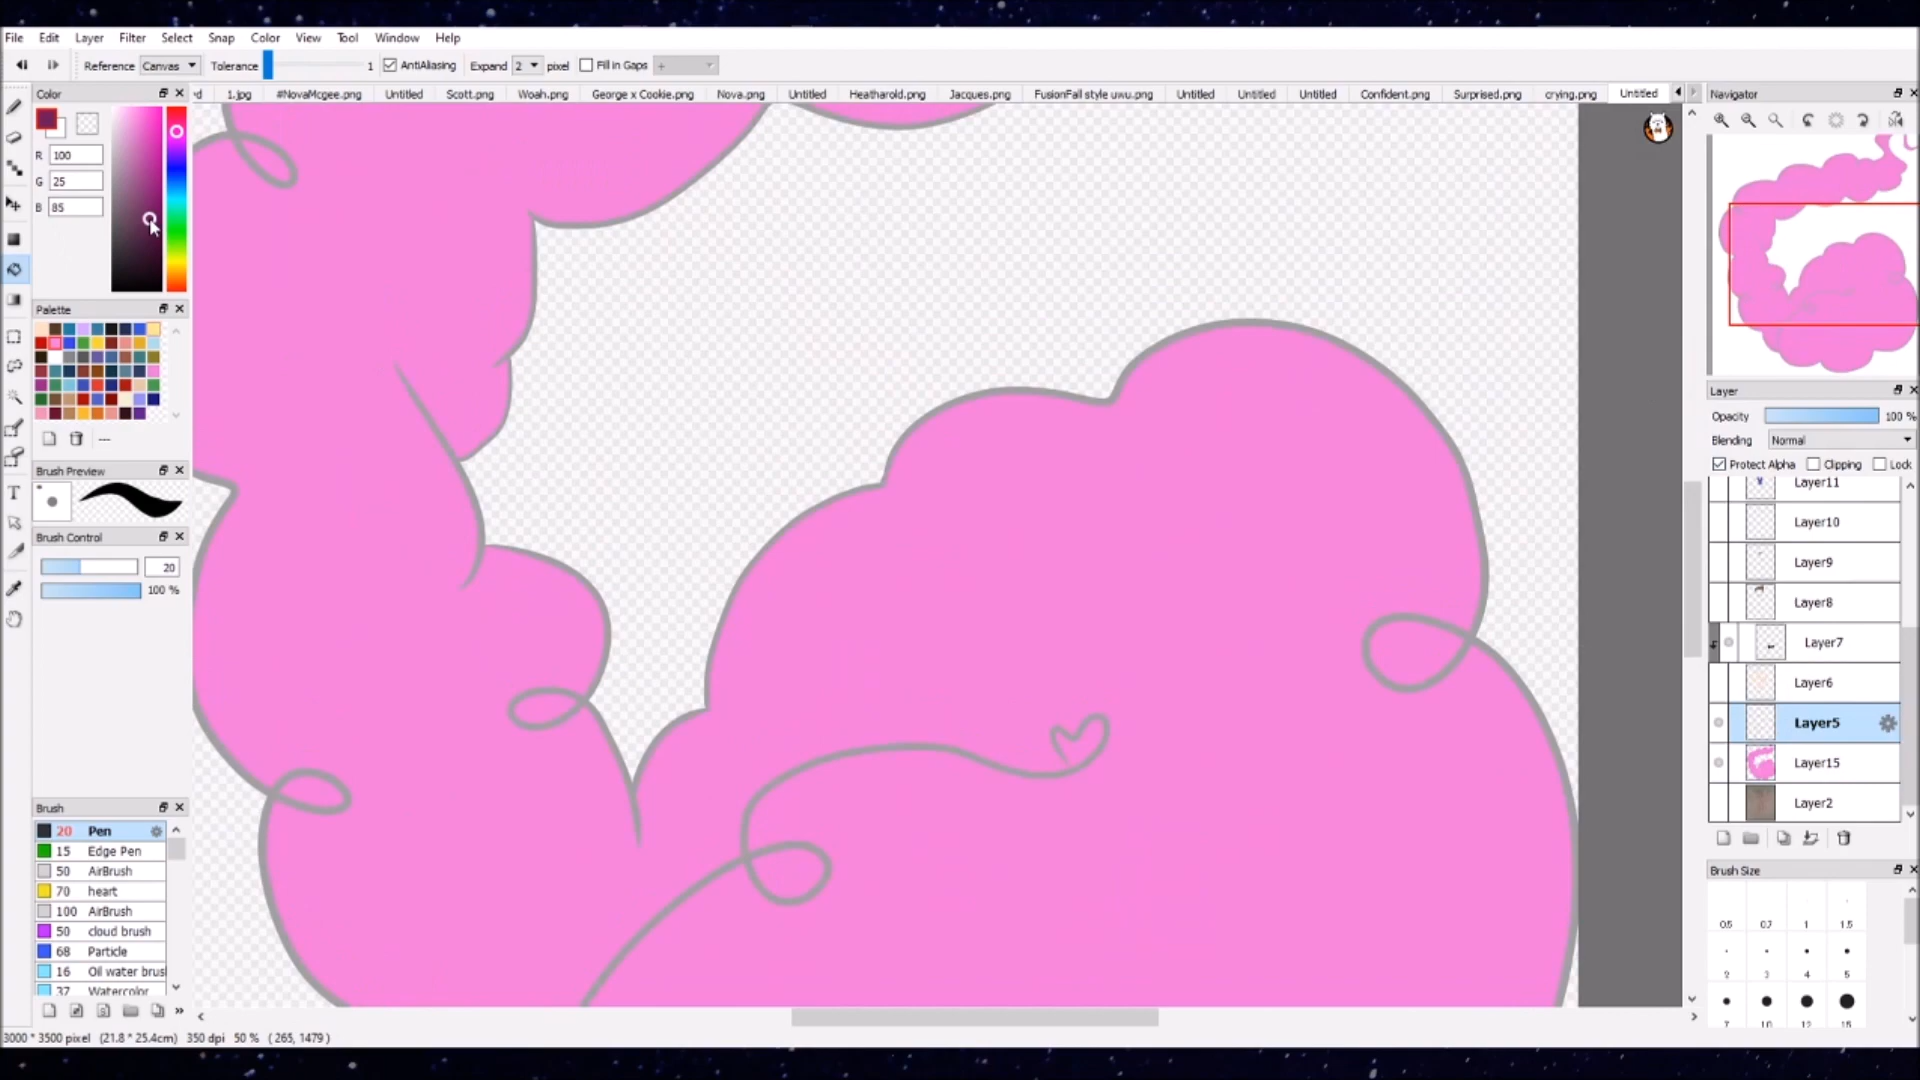 File Edit Layer Filter Select Snap Color View Tool Window Help
Reference Canvas Tolerance 1 AntiAliasing Expand 2 pixel Fill in Gaps +
Color
1.jpg #NovaMcgee.png Untitled Scott.png Woah.png George x Cookie.png Nova.png Untitled Heatharold.png Jacques.png FusionFall style uwu.png Untitled Untitled Untitled Confident.png Surprised.png crying.png Untitled
Navigator
R 100
G 25
B 85
Palette
Layer
Opacity 100 %
Blending Normal
Protect Alpha Clipping Lock
Brush Preview
Layer11
Layer10
Brush Control
Layer9
20
100 %
Layer8
Layer7
Layer6
Layer5
Layer15
Layer2
Brush
20 Pen
15 Edge Pen
50 AirBrush
70 heart
100 AirBrush
50 cloud brush
68 Particle
16 Oil water brus
37 Watercolor
Brush Size
0.5 0.7 1 1.5
2 3 4 5
7 10 12 15
3000 * 3500 pixel (21.8 * 25.4cm) 350 dpi 50 % ( 265, 1479 )